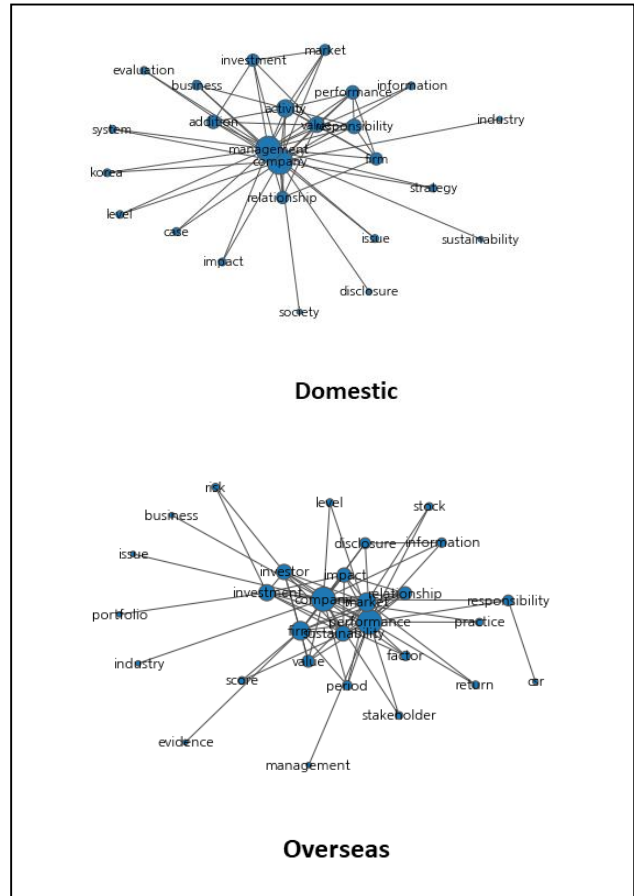 market
investment
evaluation
business
performance
information
activity
industry
system
addition
value
responsibility
management
company
firm
korea
strategy
relationship
level
case
issue
sustainability
impact
disclosure
society
Domestic
risk
level
stock
business
disclosure
information
issue
investor
impact
investment
relationship
company
market
responsibility
portfolio
performance
practice
firm
sustainability
industry
value
factor
score
period
return
csr
stakeholder
evidence
management
Overseas